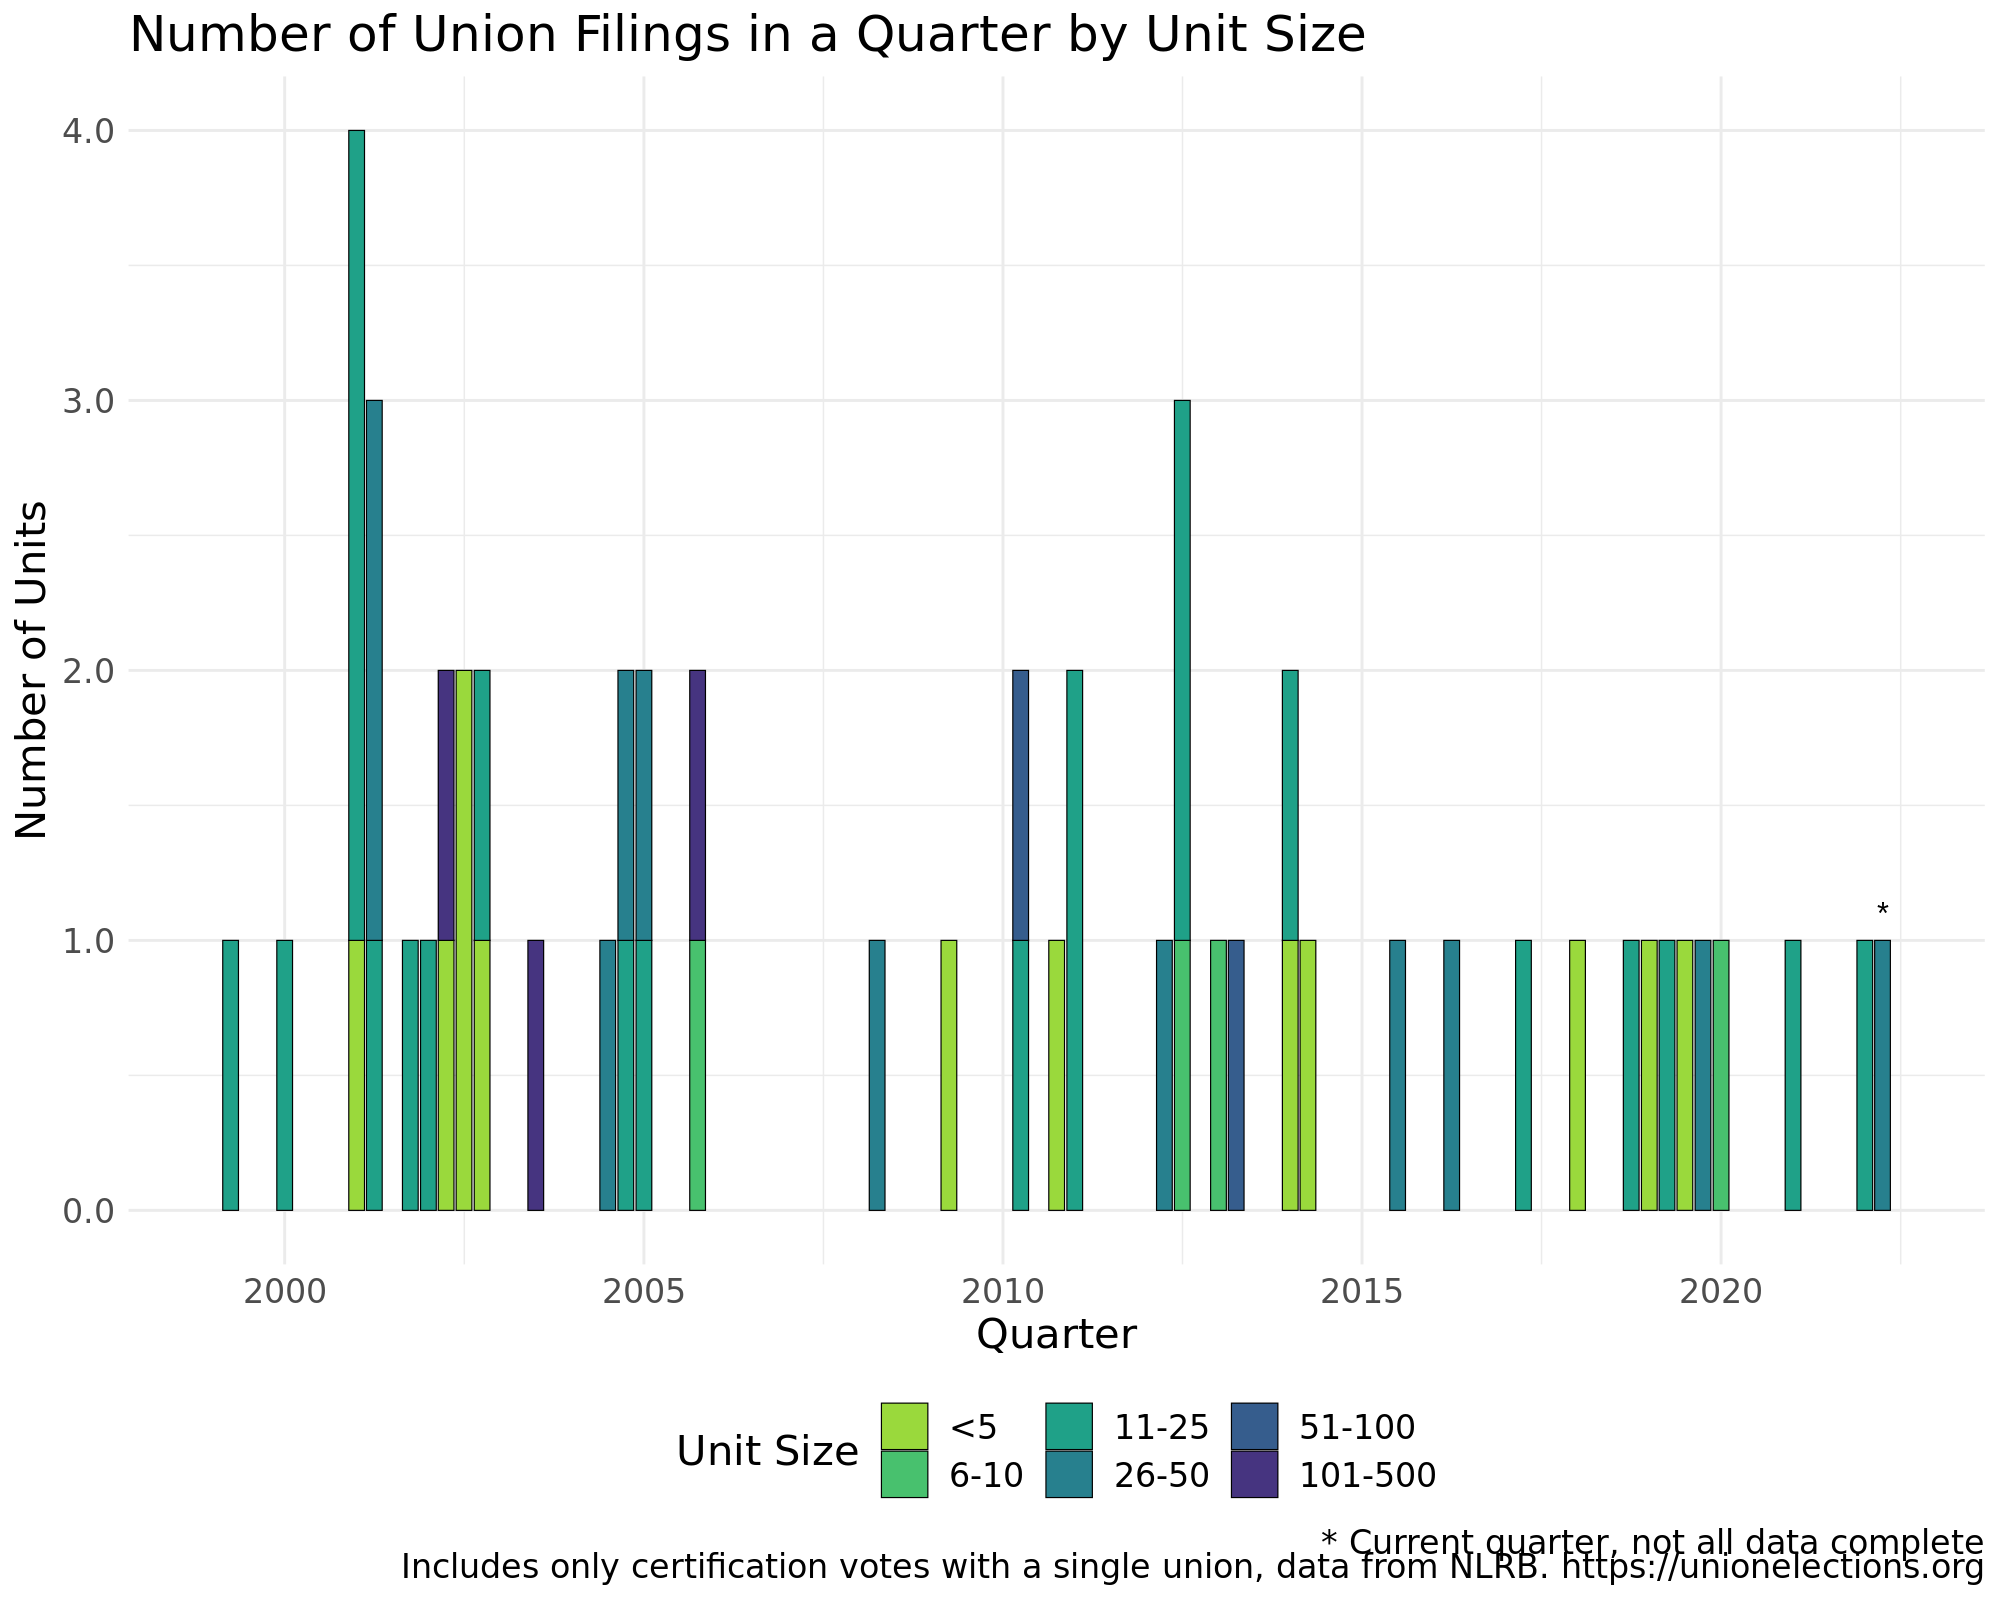 Number of Union Filings in a Quarter by Unit Size
Number of Units
4.0
3.0
2.0
1.0
0.0
*
2000 2005 2010 2015 2020
Quarter
Unit Size
<5 11-25 51-100
6-10 26-50 101-500
* Current quarter, not all data complete
Includes only certification votes with a single union, data from NLRB. https://unionelections.org